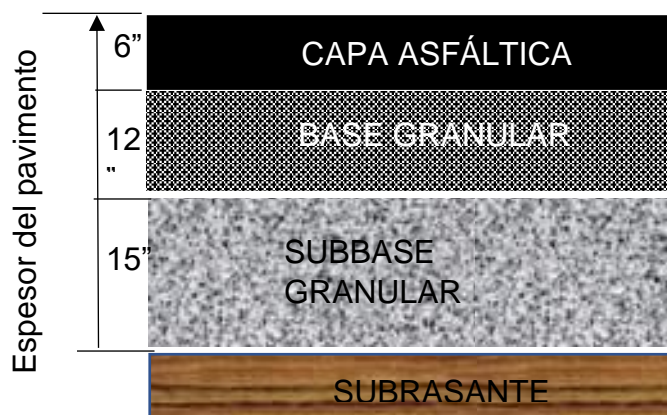 Espesor del pavimento
6”
CAPA ASFÁLTICA
12
"
BASE GRANULAR
15”
SUBBASE
GRANULAR
SUBRASANTE